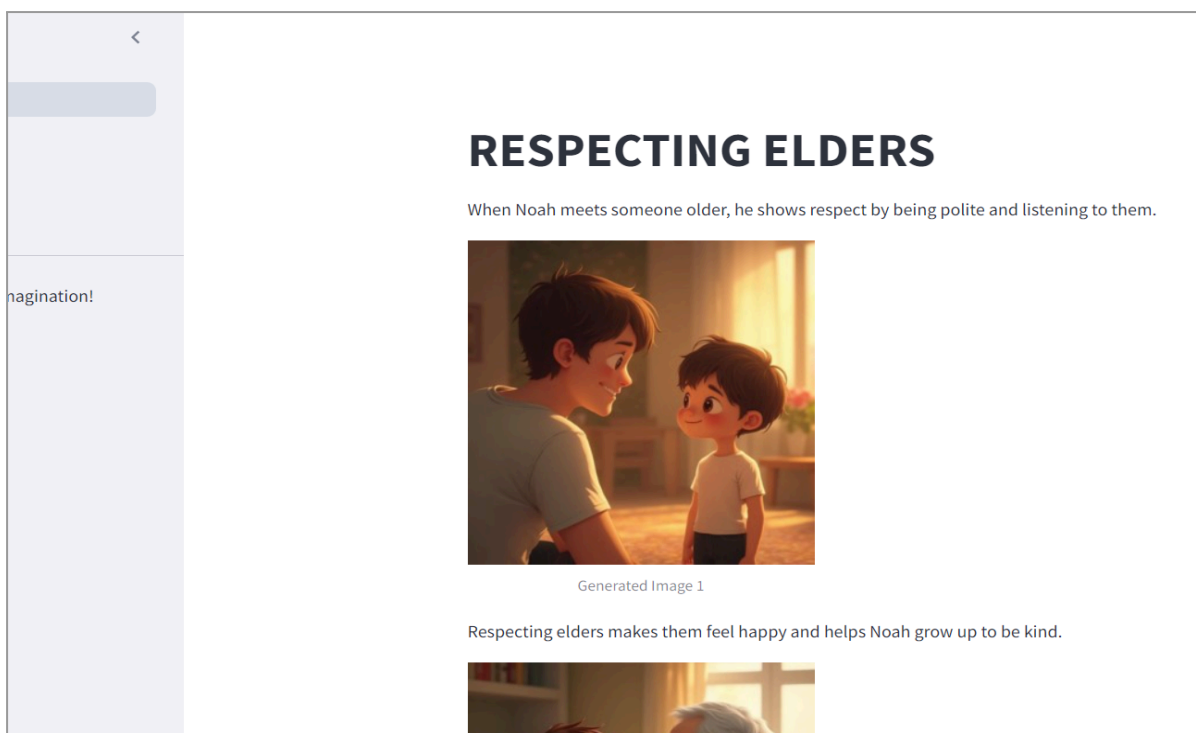 RESPECTING ELDERS
When Noah meets someone older, he shows respect by being polite and listening to them.
magination!
Generated Image 1
Respecting elders makes them feel happy and helps Noah grow up to be kind.